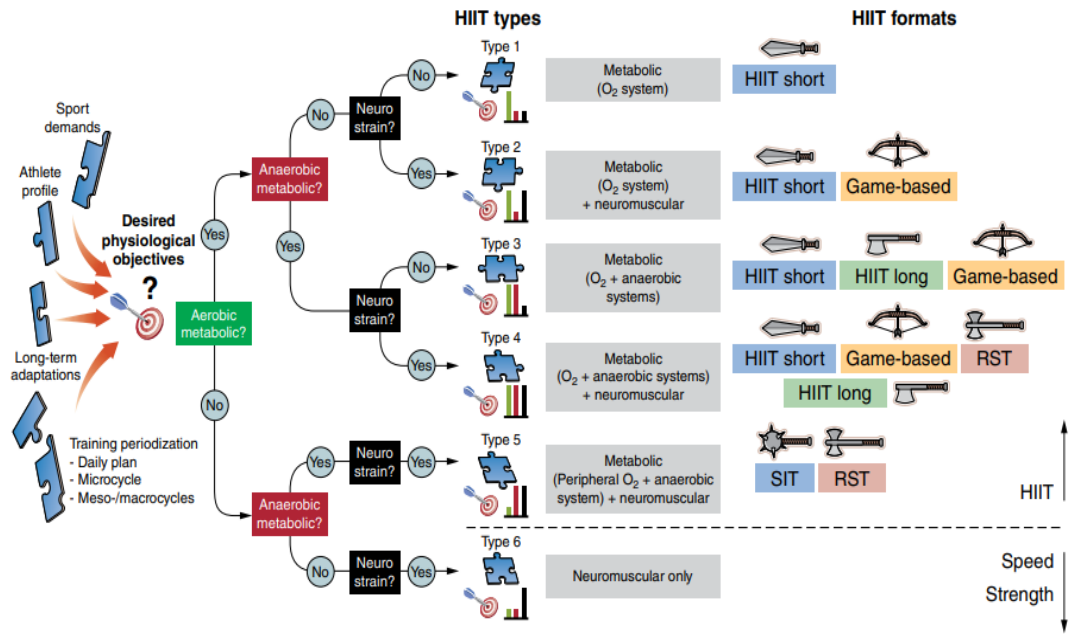 HIIT types
HIIT formats
Sport
demands
Athlete
profile
Desired
physiological
objectives
?
Long-term
adaptations
Training periodization
- Daily plan
- Microcycle
- Meso-/macrocycles
Aerobic
metabolic?
Yes
No
Anaerobic
metabolic?
No
Yes
Neuro
strain?
No
Yes
Neuro
strain?
No
Yes
Anaerobic
metabolic?
Yes
Neuro
strain?
Yes
No
Neuro
strain?
Yes
Type 1
Metabolic
(O₂ system)
HIIT short
Type 2
Metabolic
(O₂ system)
+ neuromuscular
HIIT short
Game-based
Type 3
Metabolic
(O₂ + anaerobic
systems)
HIIT short
HIIT long
Game-based
Type 4
Metabolic
(O₂ + anaerobic systems)
+ neuromuscular
HIIT short
Game-based
RST
HIIT long
Type 5
Metabolic
(Peripheral O₂ + anaerobic
system) + neuromuscular
SIT
RST
HIIT
Type 6
Neuromuscular only
Speed
Strength